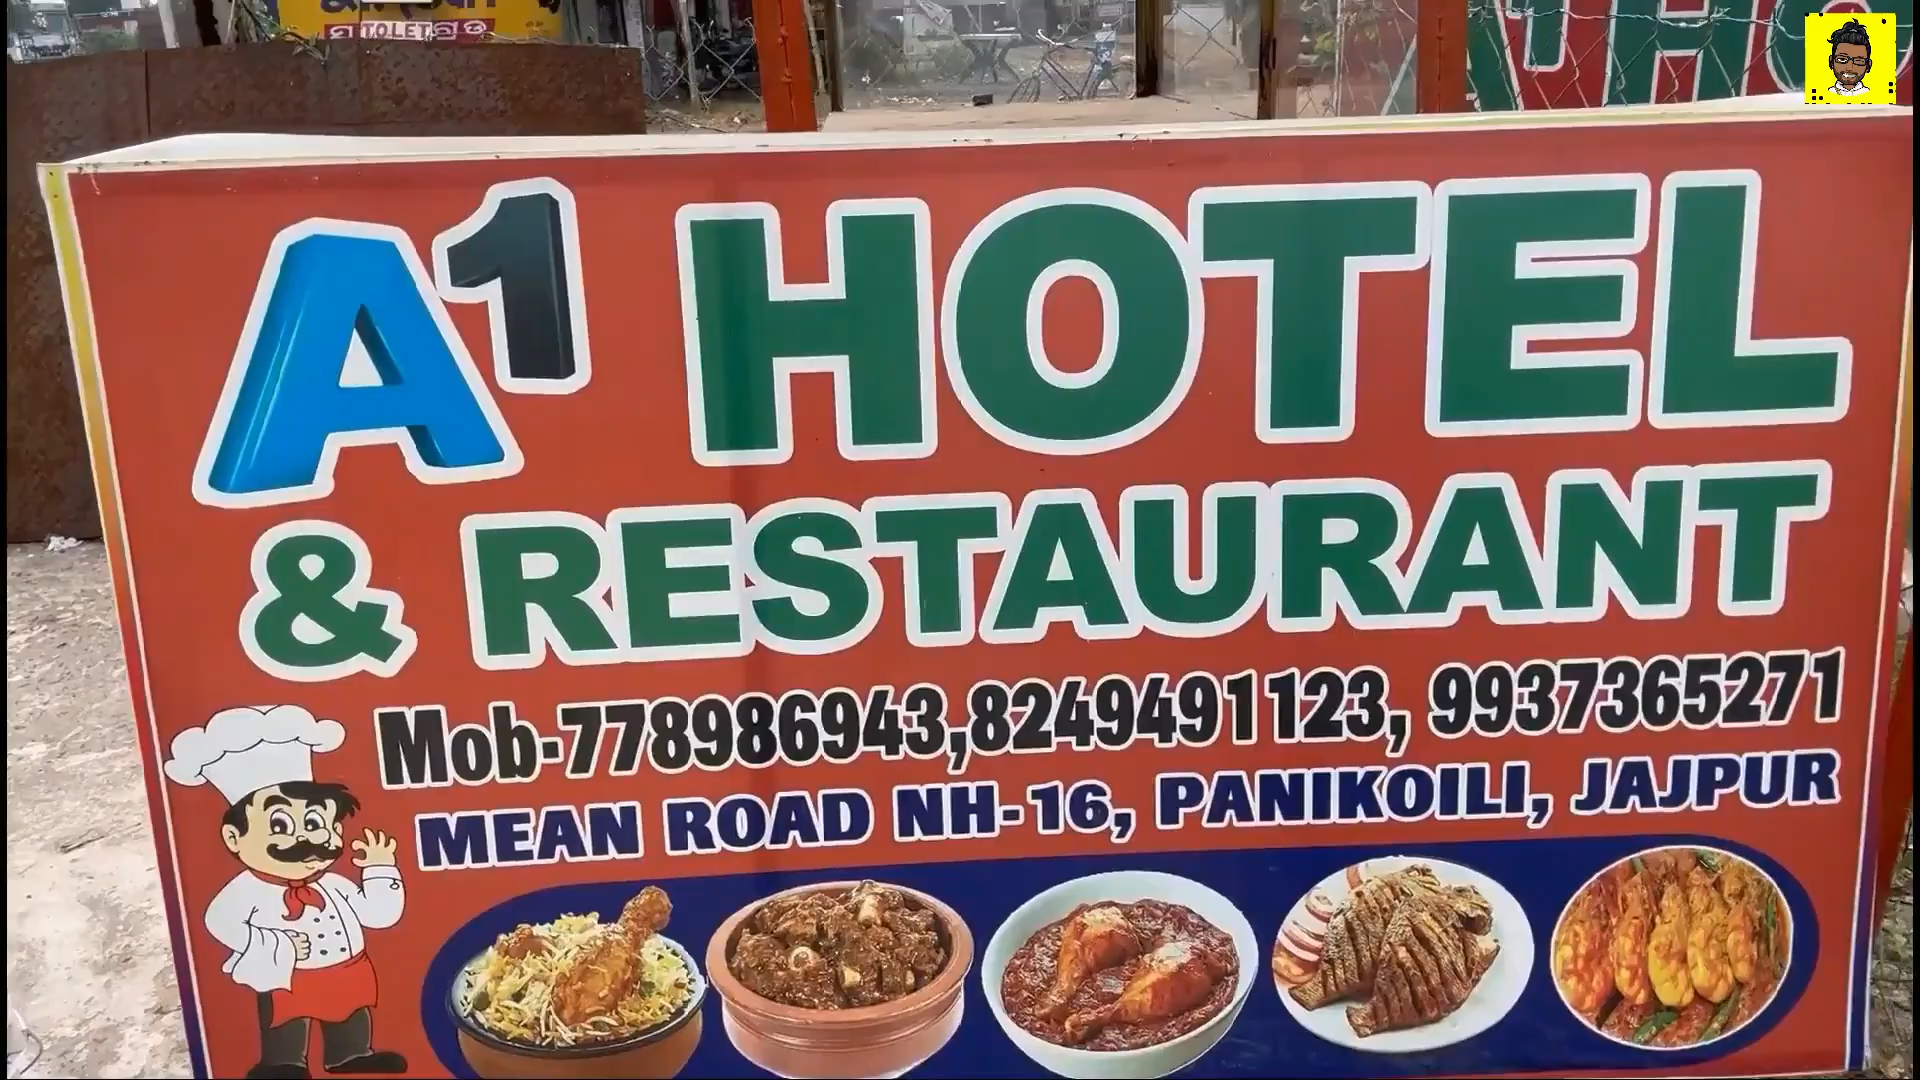 TOLET
A1 HOTEL
& RESTAURANT
Mob-778986943,8249491123, 9937365271
MEAN ROAD NH-16, PANIKOILI, JAJPUR